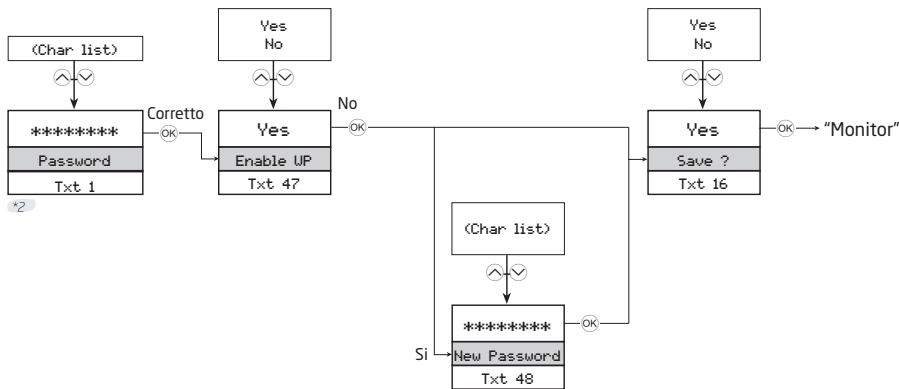 (Char list)
********
Password
Txt 1
*2
Corretto
OK
Yes
No
Yes
Enable WP
Txt 47
No
OK
Si
(Char list)
********
New Password
Txt 48
OK
Yes
No
Yes
Save ?
Txt 16
OK
"Monitor"